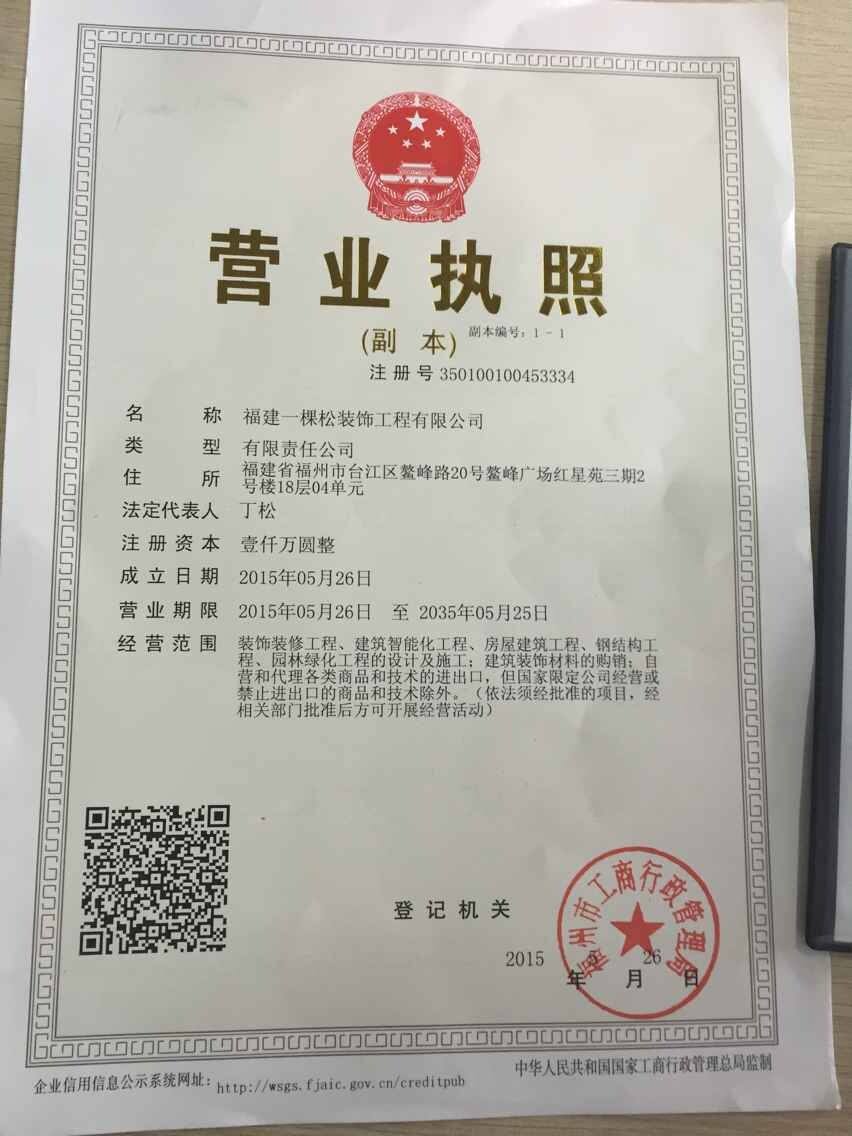 营业执照
(副 本) 副本编号：1－1
注册号 350100100453334
名 称 福建一棵松装饰工程有限公司
类 型 有限责任公司
住 所 福建省福州市台江区鳌峰路20号鳌峰广场红星苑三期2
号楼18层04单元
法定代表人 丁松
注册资本 壹仟万圆整
成立日期 2015年05月26日
营业期限 2015年05月26日 至 2035年05月25日
经营范围 装饰装修工程、建筑智能化工程、房屋建筑工程、钢结构工
程、园林绿化工程的设计及施工；建筑装饰材料的购销；自
营和代理各类商品和技术的进出口，但国家限定公司经营或
禁止进出口的商品和技术除外。（依法须经批准的项目，经
相关部门批准后方可开展经营活动）
福州市工商行政管理局
登记机关
2015年5月26日
企业信用信息公示系统网址：http://wsgs.fjaic.gov.cn/creditpub
中华人民共和国国家工商行政管理总局监制